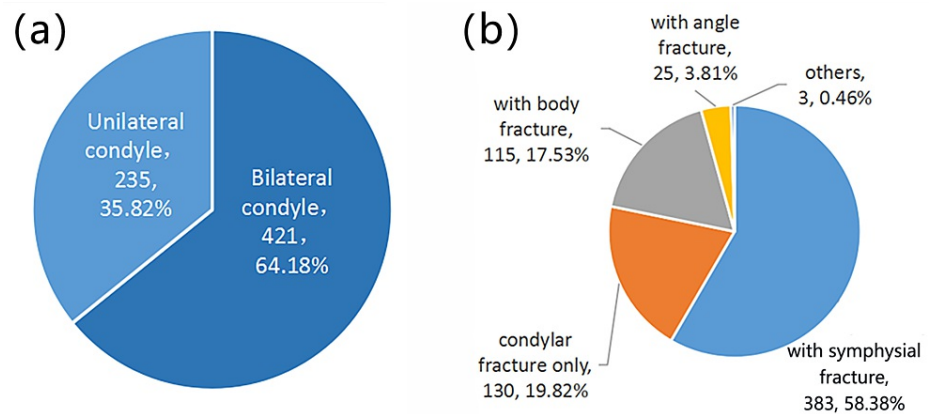 (a)
Unilateral
condyle，
235,
35.82%
Bilateral
condyle，
421，
64.18%
(b)
with angle
fracture,
25, 3.81%
others,
3, 0.46%
with body
fracture,
115, 17.53%
condylar
fracture only,
130, 19.82%
with symphysial
fracture,
383, 58.38%